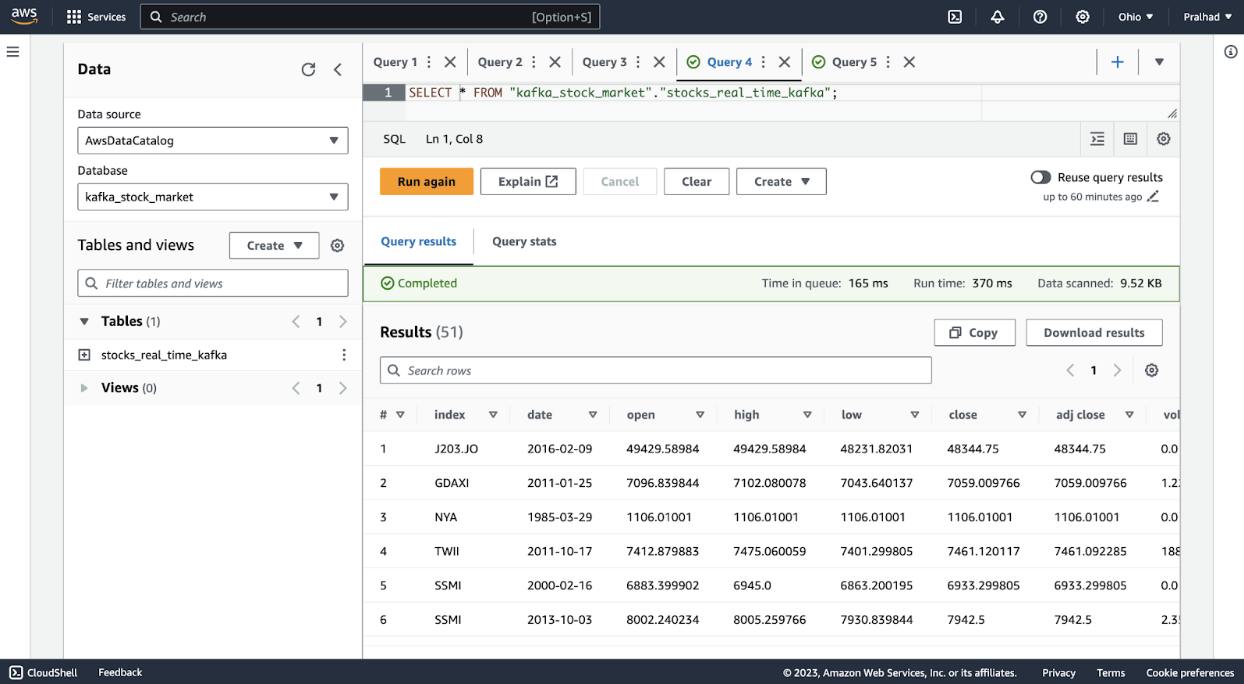 aws Services Search [Option+S] Ohio Pralhad
Data
Data source
AwsDataCatalog
Database
kafka_stock_market
Tables and views Create
Filter tables and views
Tables (1) 1
stocks_real_time_kafka
Views (0) 1
Query 1 Query 2 Query 3 Query 4 Query 5
1 SELECT * FROM "kafka_stock_market"."stocks_real_time_kafka";
SQL Ln 1, Col 8
Run again Explain Cancel Clear Create Reuse query results
up to 60 minutes ago
Query results Query stats
Completed Time in queue: 165 ms Run time: 370 ms Data scanned: 9.52 KB
Results (51) Copy Download results
Search rows 1
# index date open high low close adj close vol
1 J203.JO 2016-02-09 49429.58984 49429.58984 48231.82031 48344.75 48344.75 0.0
2 GDAXI 2011-01-25 7096.839844 7102.080078 7043.640137 7059.009766 7059.009766 1.2
3 NYA 1985-03-29 1106.01001 1106.01001 1106.01001 1106.01001 1106.01001 0.0
4 TWII 2011-10-17 7412.879883 7475.060059 7401.299805 7461.120117 7461.092285 188
5 SSMI 2000-02-16 6883.399902 6945.0 6863.200195 6933.299805 6933.299805 0.0
6 SSMI 2013-10-03 8002.240234 8005.259766 7930.839844 7942.5 7942.5 2.3
CloudShell Feedback © 2023, Amazon Web Services, Inc. or its affiliates. Privacy Terms Cookie preferences